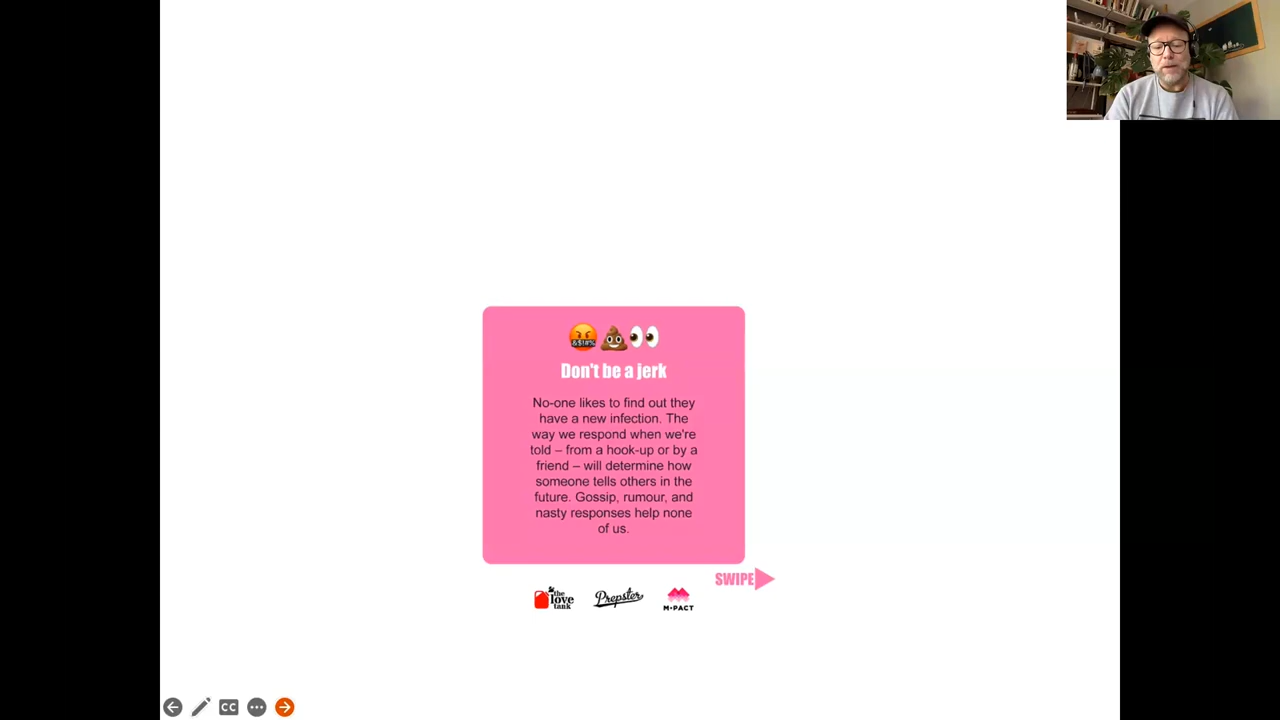 &$!#%
Don't be a jerk
No-one likes to find out they
have a new infection. The
way we respond when we're
told – from a hook-up or by a
friend – will determine how
someone tells others in the
future. Gossip, rumour, and
nasty responses help none
of us.
SWIPE
the
love
tank
Prepster
M•PACT
CC